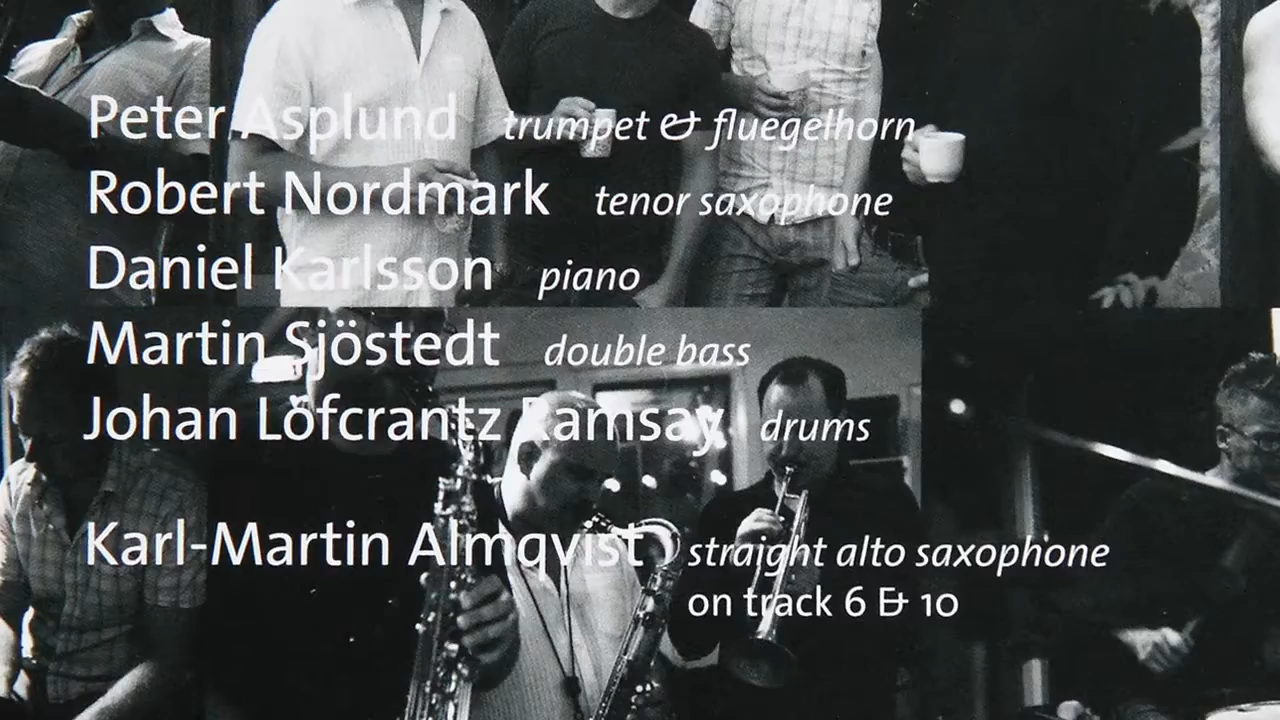 Peter Asplund trumpet & fluegelhorn
Robert Nordmark tenor saxophone
Daniel Karlsson piano
Martin Sjöstedt double bass
Johan Löfcrantz Ramsay drums
Karl-Martin Almqvist straight alto saxophone
on track 6 & 10